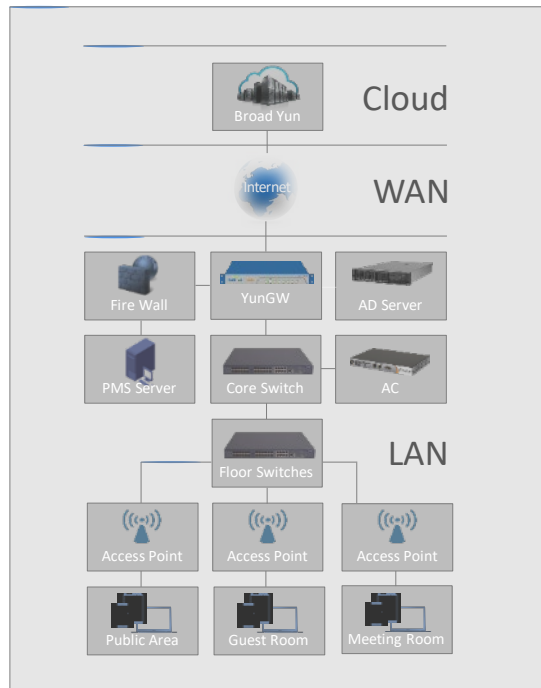 Broad Yun
Cloud
Internet
WAN
Fire Wall
YunGW
AD Server
PMS Server
Core Switch
AC
Floor Switches
LAN
Access Point
Access Point
Access Point
Public Area
Guest Room
Meeting Room